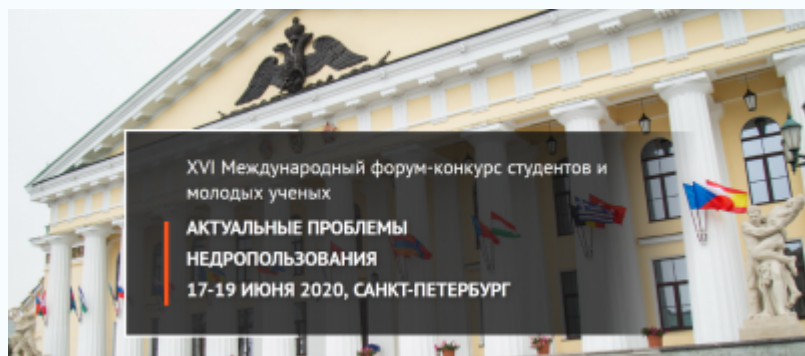 XVI Международный форум-конкурс студентов и
молодых ученых
АКТУАЛЬНЫЕ ПРОБЛЕМЫ
НЕДРОПОЛЬЗОВАНИЯ
17-19 ИЮНЯ 2020, САНКТ-ПЕТЕРБУРГ